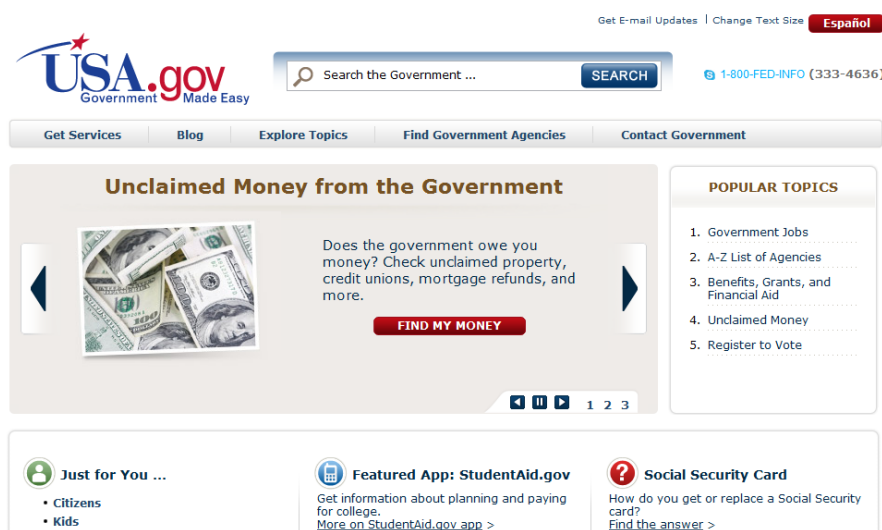 Get E-mail Updates | Change Text Size Español
USA.gov
Government Made Easy
Search the Government ... SEARCH
1-800-FED-INFO (333-4636)
Get Services Blog Explore Topics Find Government Agencies Contact Government
Unclaimed Money from the Government
Does the government owe you
money? Check unclaimed property,
credit unions, mortgage refunds, and
more.
FIND MY MONEY
1 2 3
POPULAR TOPICS
1. Government Jobs
2. A-Z List of Agencies
3. Benefits, Grants, and
Financial Aid
4. Unclaimed Money
5. Register to Vote
Just for You ...
• Citizens
• Kids
Featured App: StudentAid.gov
Get information about planning and paying
for college.
More on StudentAid.gov app >
Social Security Card
How do you get or replace a Social Security
card?
Find the answer >